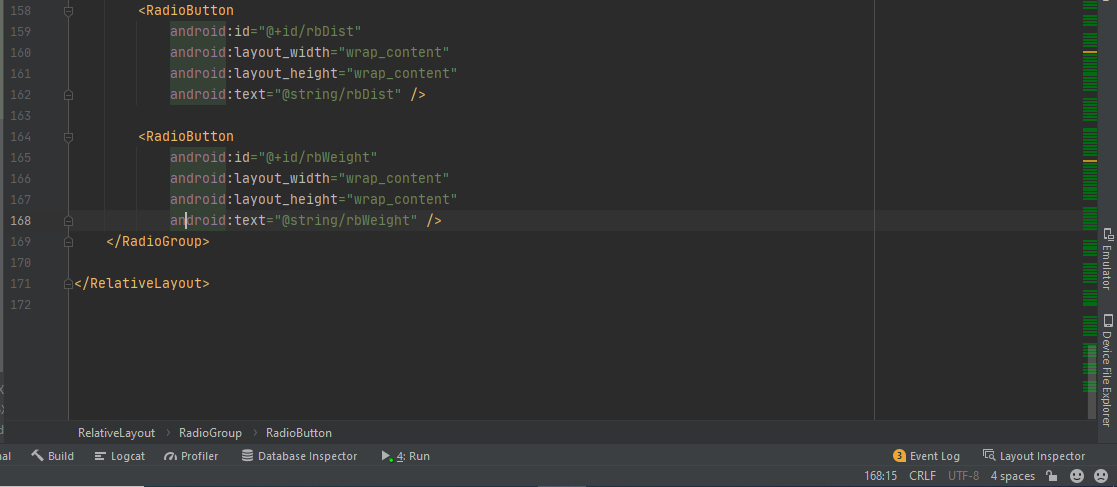 158 <RadioButton
159 android:id="@+id/rbDist"
160 android:layout_width="wrap_content"
161 android:layout_height="wrap_content"
162 android:text="@string/rbDist" />
163
164 <RadioButton
165 android:id="@+id/rbWeight"
166 android:layout_width="wrap_content"
167 android:layout_height="wrap_content"
168 android:text="@string/rbWeight" />
169 </RadioGroup>
170
171 </RelativeLayout>
172
Emulator
Device File Explorer
RelativeLayout › RadioGroup › RadioButton
Build Logcat Profiler Database Inspector 4: Run 3 Event Log Layout Inspector
168:15 CRLF UTF-8 4 spaces